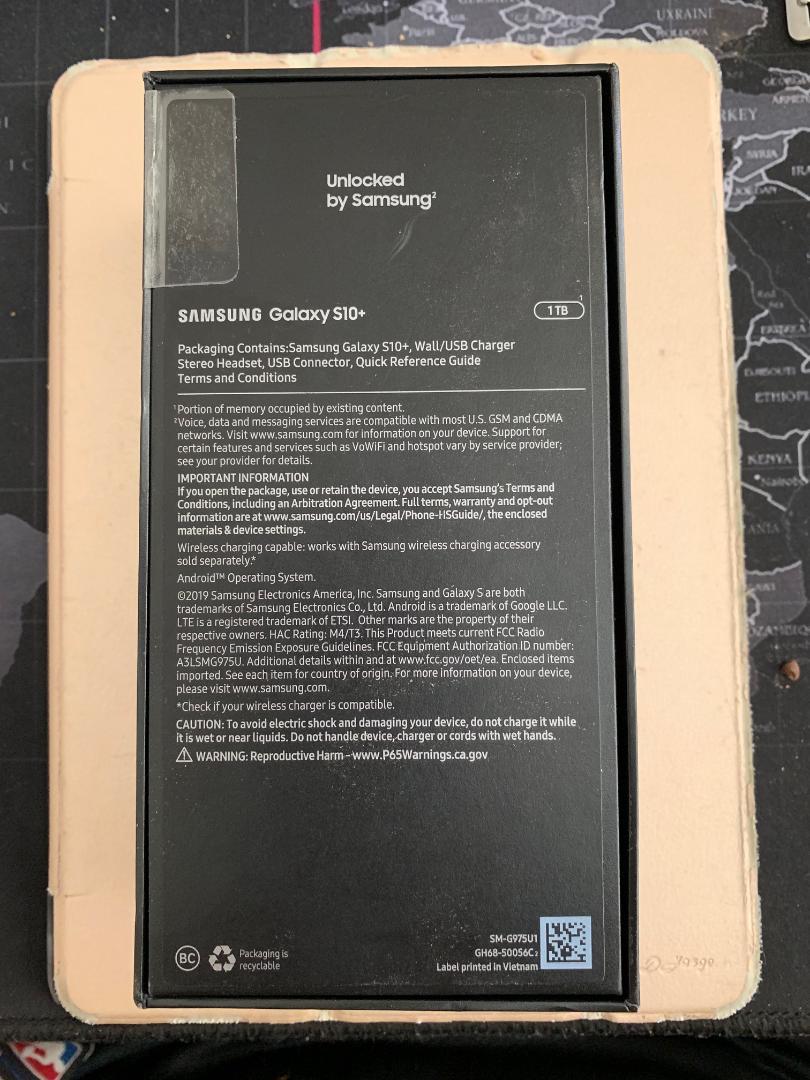 UKRAINE
Unlocked
by Samsung²
SAMSUNG Galaxy S10+
1TB
1
Packaging Contains:Samsung Galaxy S10+, Wall/USB Charger
Stereo Headset, USB Connector, Quick Reference Guide
Terms and Conditions
¹Portion of memory occupied by existing content.
²Voice, data and messaging services are compatible with most U.S. GSM and CDMA
networks. Visit www.samsung.com for information on your device. Support for
certain features and services such as VoWiFi and hotspot vary by service provider;
see your provider for details.
IMPORTANT INFORMATION
If you open the package, use or retain the device, you accept Samsung's Terms and
Conditions, including an Arbitration Agreement. Full terms, warranty and opt-out
information are at www.samsung.com/us/Legal/Phone-HSGuide/, the enclosed
materials & device settings.
Wireless charging capable: works with Samsung wireless charging accessory
sold separately.*
Android™ Operating System.
©2019 Samsung Electronics America, Inc. Samsung and Galaxy S are both
trademarks of Samsung Electronics Co., Ltd. Android is a trademark of Google LLC.
LTE is a registered trademark of ETSI. Other marks are the property of their
respective owners. HAC Rating: M4/T3. This Product meets current FCC Radio
Frequency Emission Exposure Guidelines. FCC Equipment Authorization ID number:
A3LSMG975U. Additional details within and at www.fcc.gov/oet/ea. Enclosed items
imported. See each item for country of origin. For more information on your device,
please visit www.samsung.com.
*Check if your wireless charger is compatible.
CAUTION: To avoid electric shock and damaging your device, do not charge it while
it is wet or near liquids. Do not handle device, charger or cords with wet hands.
WARNING: Reproductive Harm - www.P65Warnings.ca.gov
BC
Packaging is
recyclable
SM-G975U1
GH68-50056C2
Label printed in Vietnam
RKEY
SYRIA
JORDAN
Red
Sea
ERITREA
DJIBOUTI
ETHIOPI
KENYA
Nairobi
TANIA